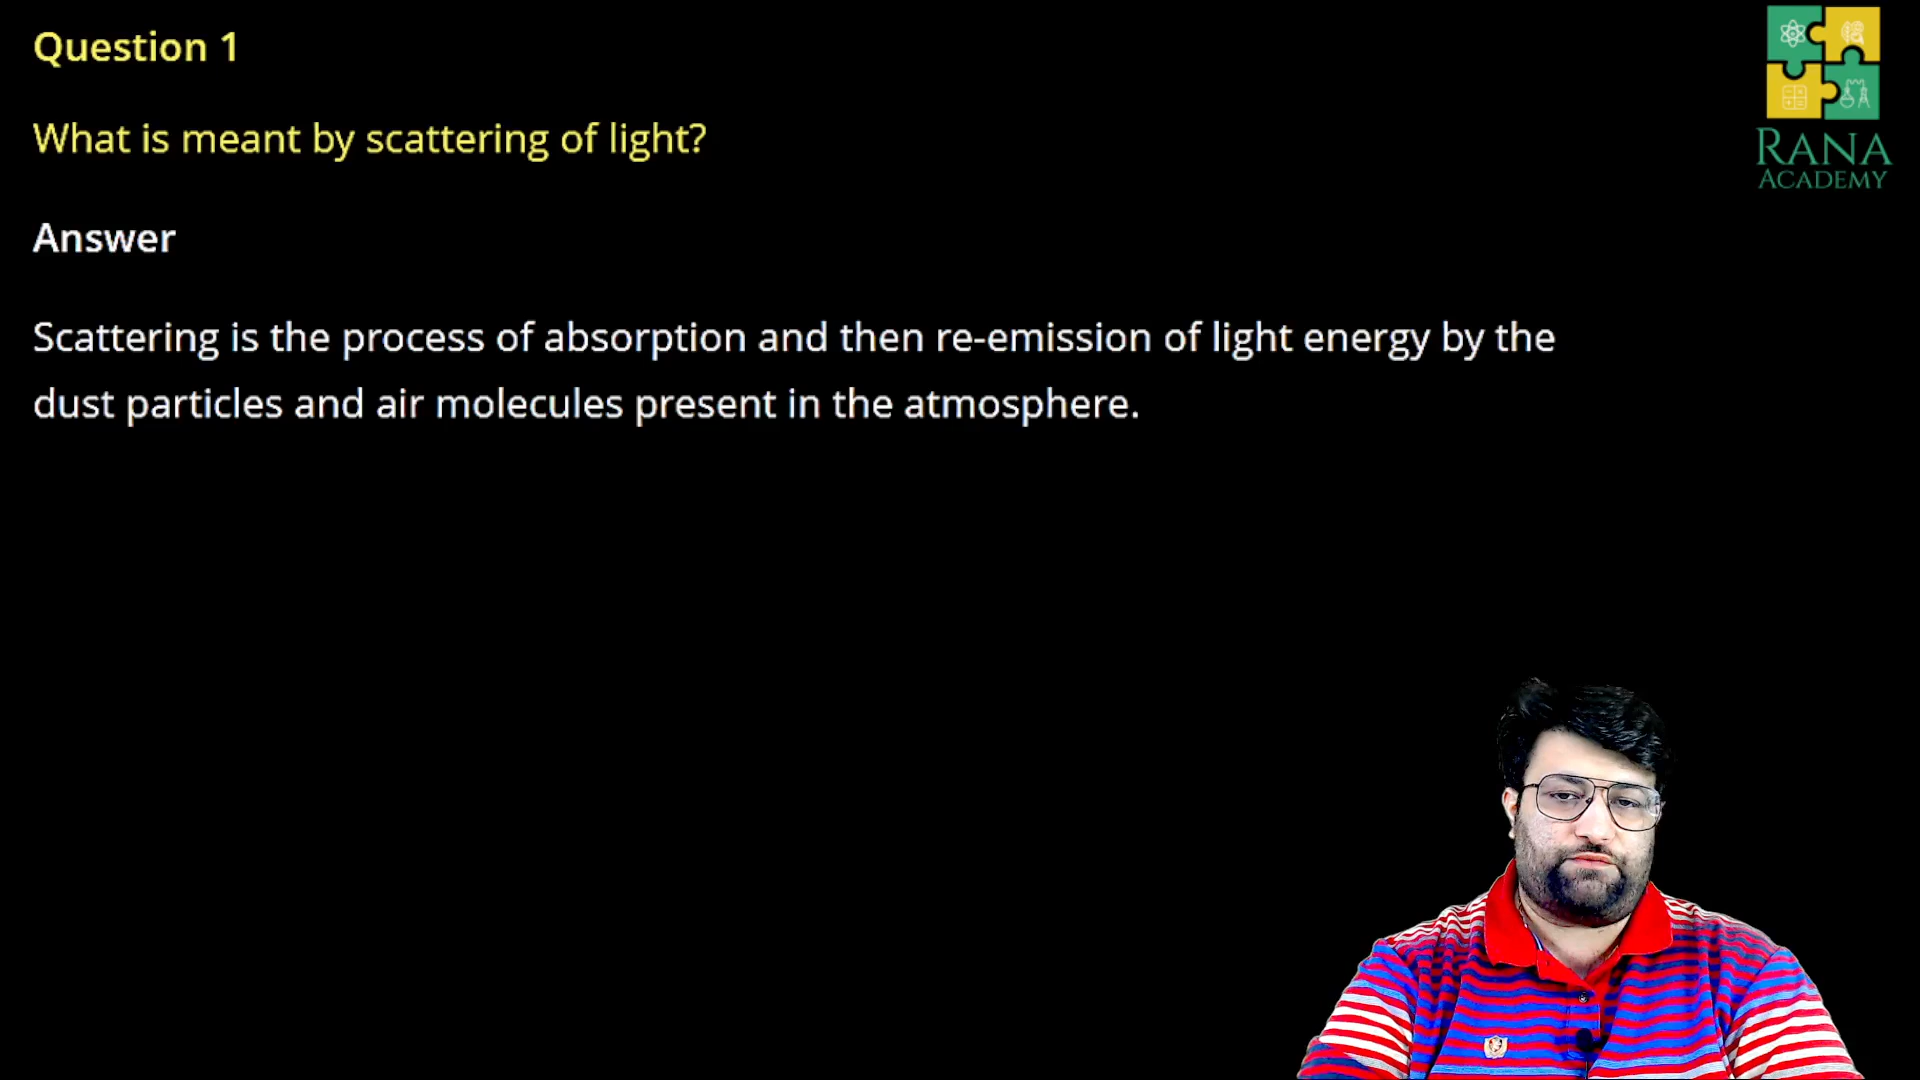 Question 1
What is meant by scattering of light?
Answer
Scattering is the process of absorption and then re-emission of light energy by the
dust particles and air molecules present in the atmosphere.
RANA
ACADEMY